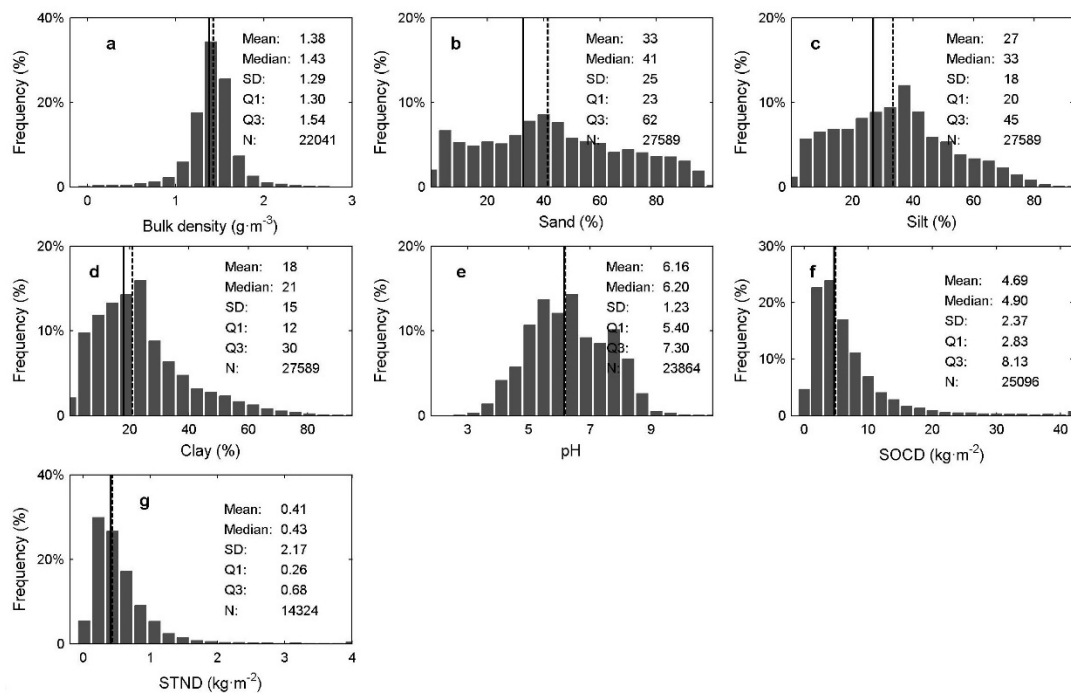 40%
20%
0
Frequency (%)
a
Mean: 1.38
Median: 1.43
SD: 1.29
Q1: 1.30
Q3: 1.54
N: 22041
0 1 2 3
Bulk density (g·m-3)
20%
10%
0
Frequency (%)
b
Mean: 33
Median: 41
SD: 25
Q1: 23
Q3: 62
N: 27589
20 40 60 80
Sand (%)
20%
10%
0
Frequency (%)
c
Mean: 27
Median: 33
SD: 18
Q1: 20
Q3: 45
N: 27589
20 40 60 80
Silt (%)
20%
10%
0
Frequency (%)
d
Mean: 18
Median: 21
SD: 15
Q1: 12
Q3: 30
N: 27589
20 40 60 80
Clay (%)
20%
10%
0
Frequency (%)
e
Mean: 6.16
Median: 6.20
SD: 1.23
Q1: 5.40
Q3: 7.30
N: 23864
3 5 7 9
pH
30%
20%
10%
0
Frequency (%)
f
Mean: 4.69
Median: 4.90
SD: 2.37
Q1: 2.83
Q3: 8.13
N: 25096
0 10 20 30 40
SOCD (kg·m-2)
40%
20%
0
Frequency (%)
g
Mean: 0.41
Median: 0.43
SD: 2.17
Q1: 0.26
Q3: 0.68
N: 14324
0 1 2 3 4
STND (kg·m-2)